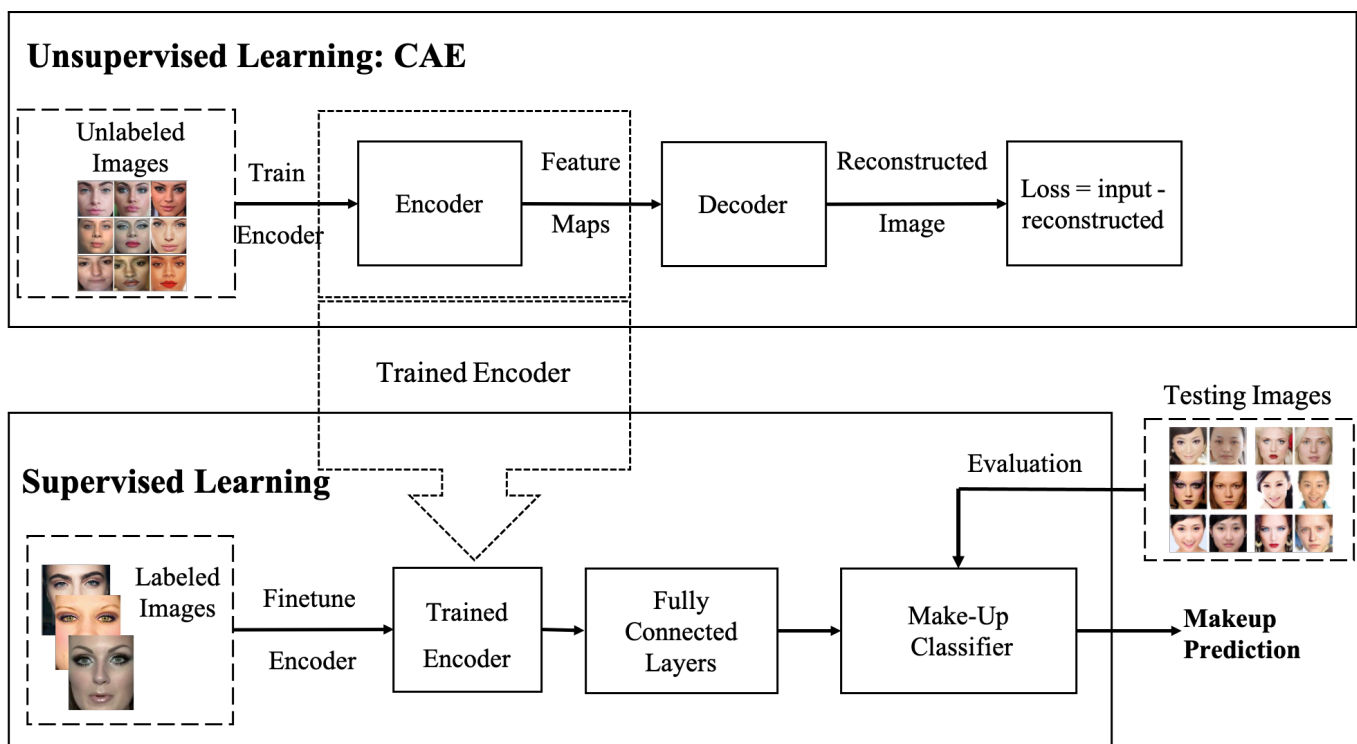 Unsupervised Learning: CAE
Unlabeled
Images
Train
Encoder
Encoder
Feature
Maps
Decoder
Reconstructed
Image
Loss = input -
reconstructed
Trained Encoder
Testing Images
Supervised Learning
Evaluation
Labeled
Images
Finetune
Encoder
Trained
Encoder
Fully
Connected
Layers
Make-Up
Classifier
Makeup
Prediction